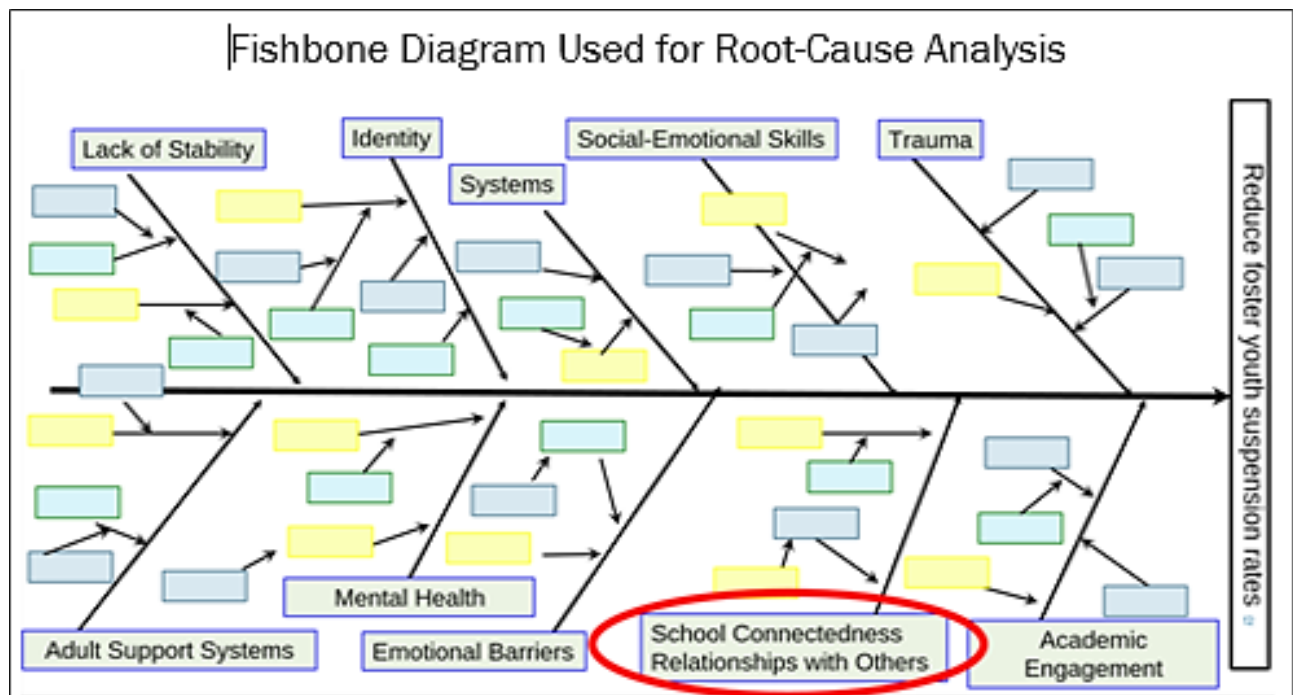 Fishbone Diagram Used for Root-Cause Analysis
Lack of Stability
Identity
Systems
Social-Emotional Skills
Trauma
Reduce foster youth suspension rates
Adult Support Systems
Mental Health
Emotional Barriers
School Connectedness
Relationships with Others
Academic
Engagement